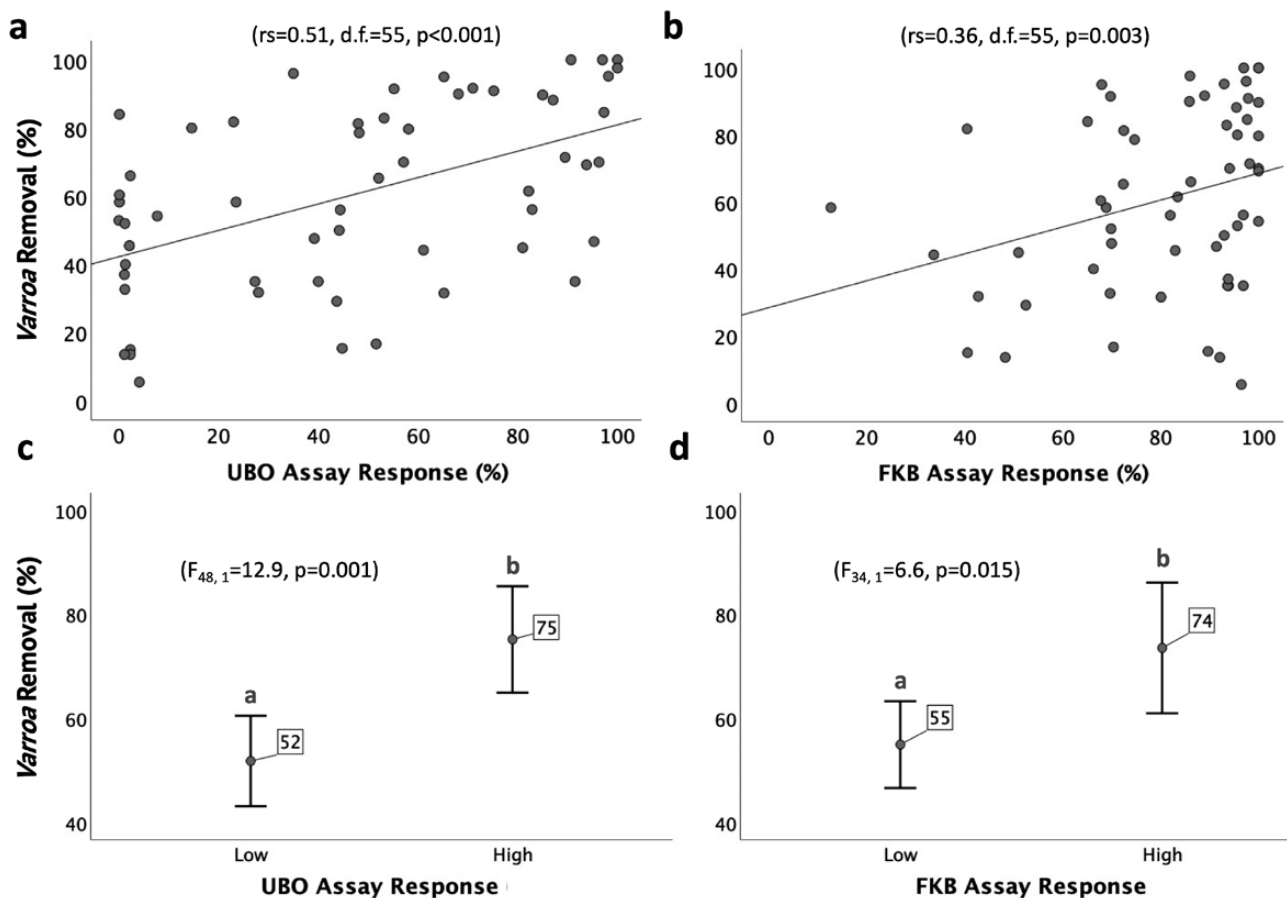 a
(rs=0.51, d.f.=55, p<0.001)
Varroa Removal (%)
100
80
60
40
20
0
0 20 40 60 80 100
UBO Assay Response (%)
b
(rs=0.36, d.f.=55, p=0.003)
100
80
60
40
20
0
0 20 40 60 80 100
FKB Assay Response (%)
c
(F48, 1=12.9, p=0.001)
Varroa Removal (%)
100
80
60
40
a
52
b
75
Low High
UBO Assay Response
d
(F34, 1=6.6, p=0.015)
100
80
60
40
a
55
b
74
Low High
FKB Assay Response